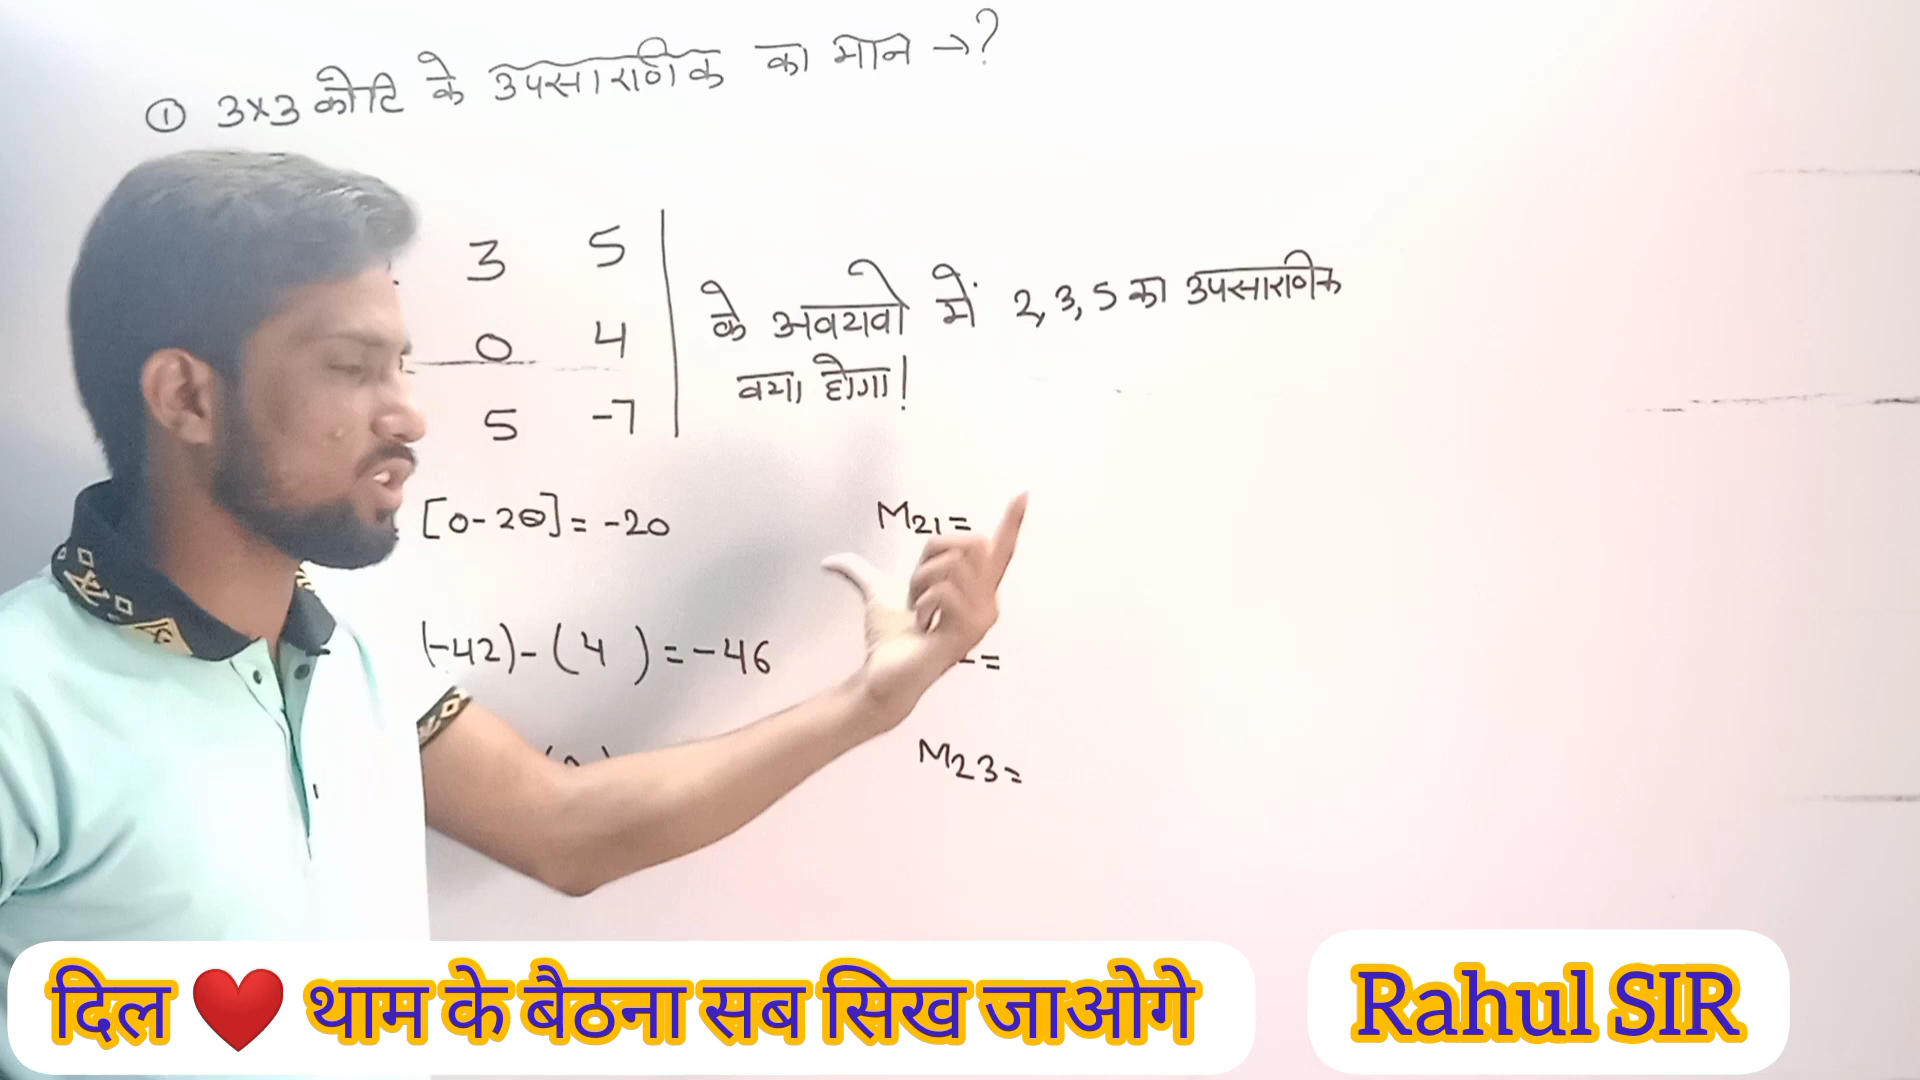 ① 3×3 कोटि के उपसारणिक का मान →?
3 5
0 4
5 -7
के अवयवो में 2, 3, 5 का उपसारणिक
क्या होगा!
[0-20] = -20
M21=
(-42)-(4 ) = -46
M23=
दिल ❤️ थाम के बैठना सब सिख जाओगे
Rahul SIR